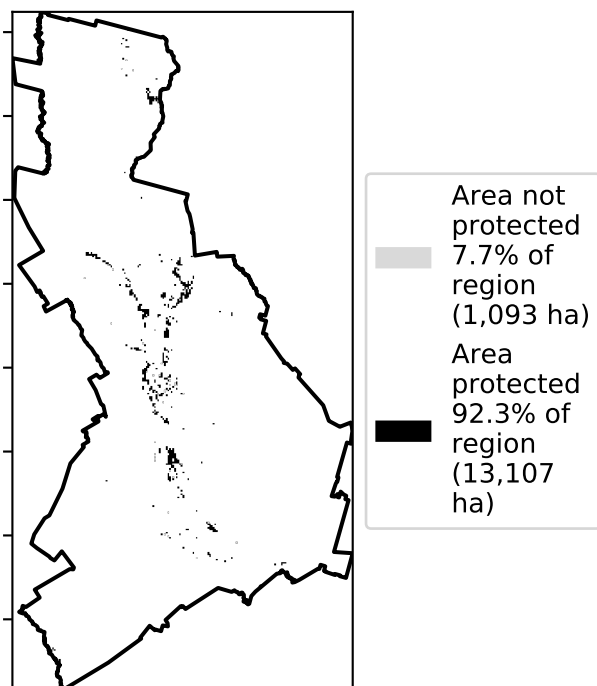 Area not
protected
7.7% of
region
(1,093 ha)
Area
protected
92.3% of
region
(13,107
ha)